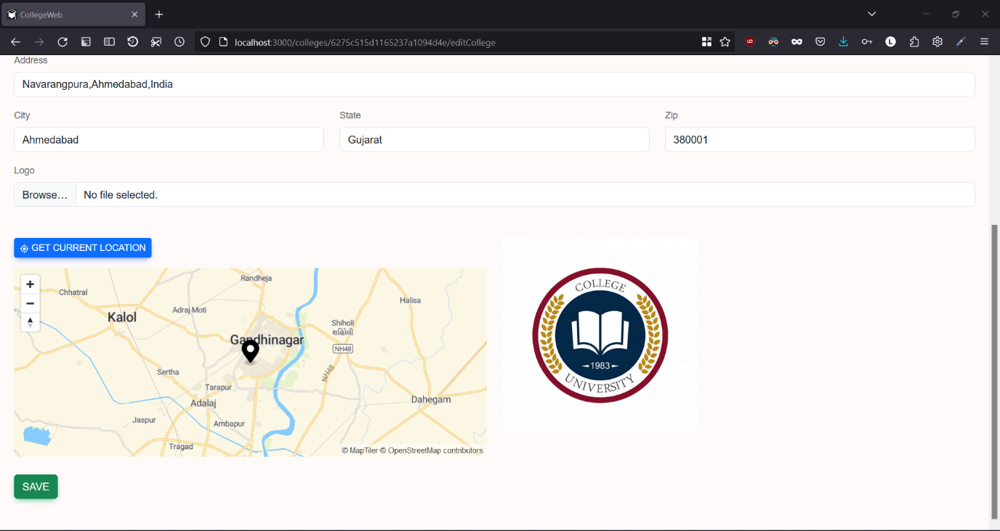 CollegeWeb
localhost:3000/colleges/6275c515d1165237a1094d4e/editCollege
Address
Navarangpura,Ahmedabad,India
City
State
Zip
Ahmedabad
Gujarat
380001
Logo
Browse… No file selected.
GET CURRENT LOCATION
Randheja
Chhatral
Halisa
Adraj Moti
Kalol
Shiholi
શાહોલી
Gandhinagar
NH48
Sertha
NH48
Tarapur
Adalaj
Dahegam
Jaspur
Ambapur
Tragad
© MapTiler © OpenStreetMap contributors
COLLEGE
1983
UNIVERSITY
SAVE